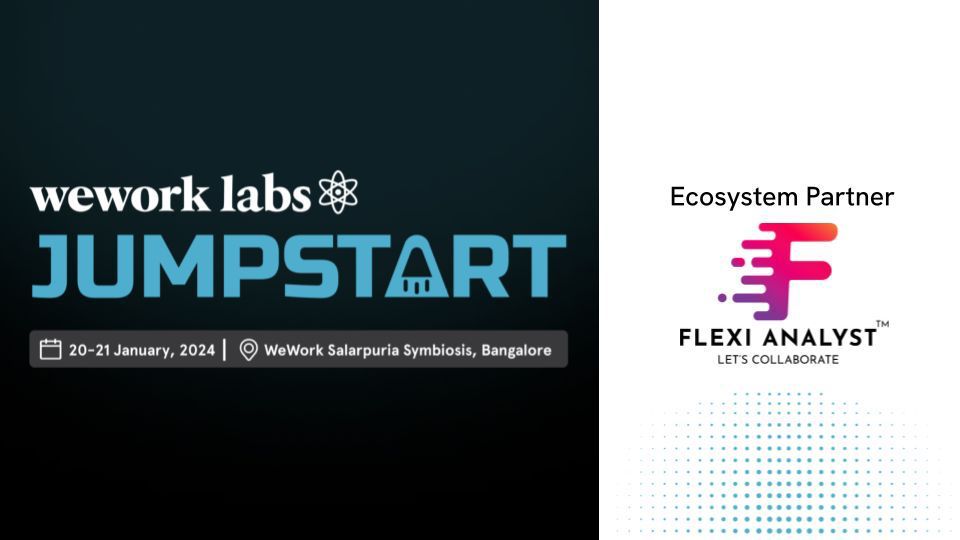 wework labs
JUMPSTART
20-21 January, 2024 | WeWork Salarpuria Symbiosis, Bangalore
Ecosystem Partner
FLEXI ANALYST™
LET'S COLLABORATE